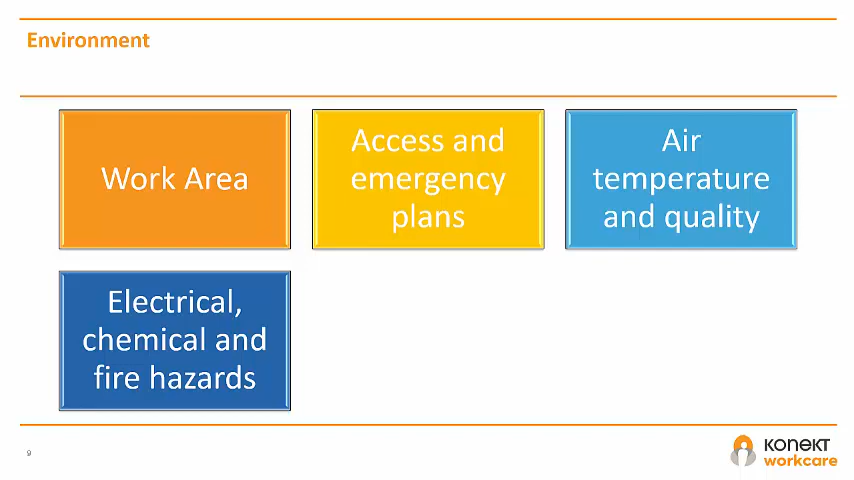 Environment
Work Area
Access and
emergency
plans
Air
temperature
and quality
Electrical,
chemical and
fire hazards
9
KONEKT
workcare